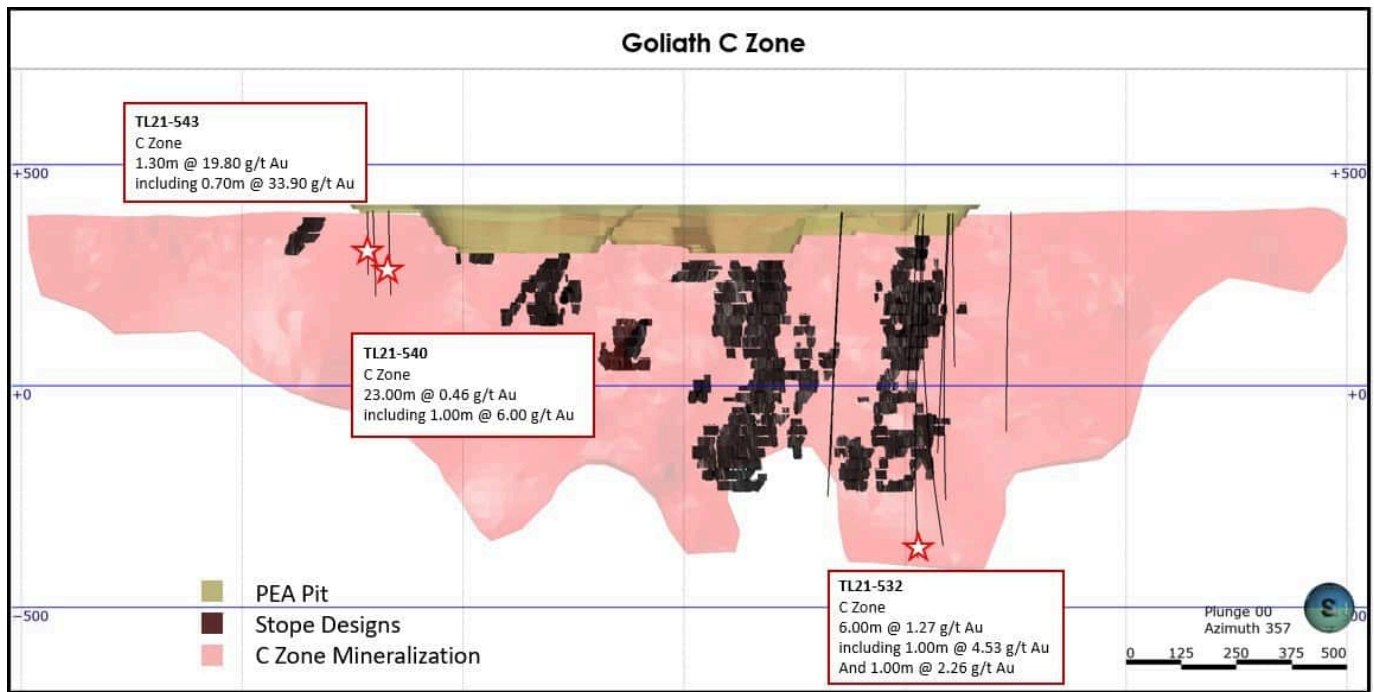 Goliath C Zone
TL21-543
C Zone
1.30m @ 19.80 g/t Au
including 0.70m @ 33.90 g/t Au
+500
+500
TL21-540
C Zone
23.00m @ 0.46 g/t Au
including 1.00m @ 6.00 g/t Au
+0
+0
TL21-532
C Zone
6.00m @ 1.27 g/t Au
including 1.00m @ 4.53 g/t Au
And 1.00m @ 2.26 g/t Au
PEA Pit
Stope Designs
C Zone Mineralization
−500
Plunge 00
Azimuth 357
S
0 125 250 375 500